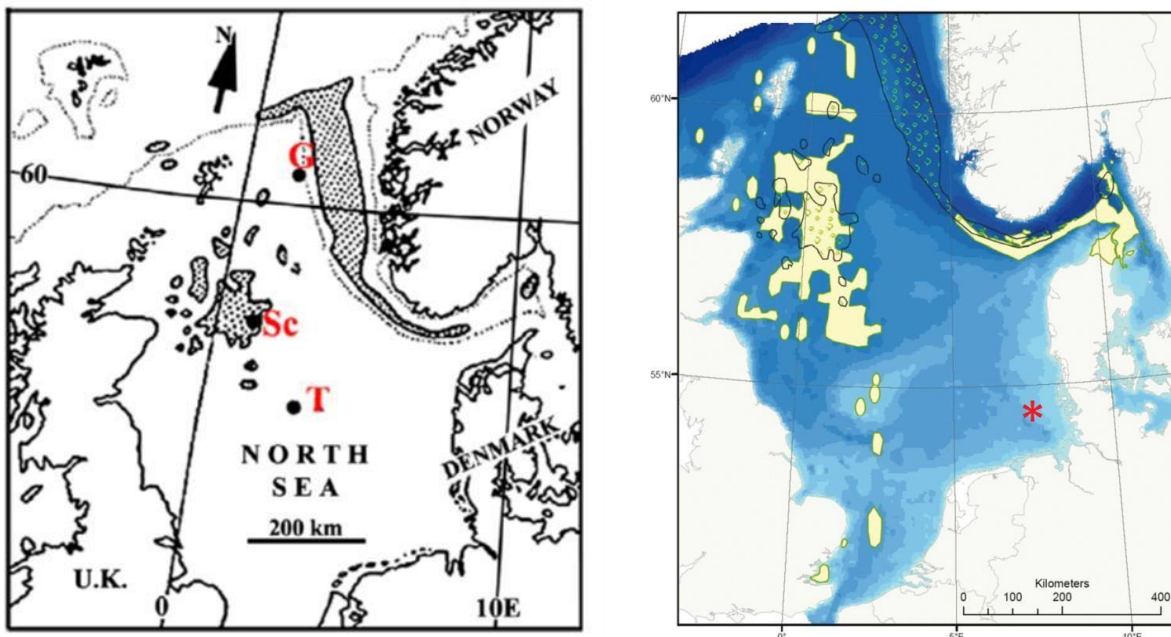 N
NORWAY
G
60
Sc
T
NORTH
SEA
DENMARK
200 km
U.K.
0
10E
60°N
55°N
*
Kilometers
0 100 200 400
0°
5°E
10°E